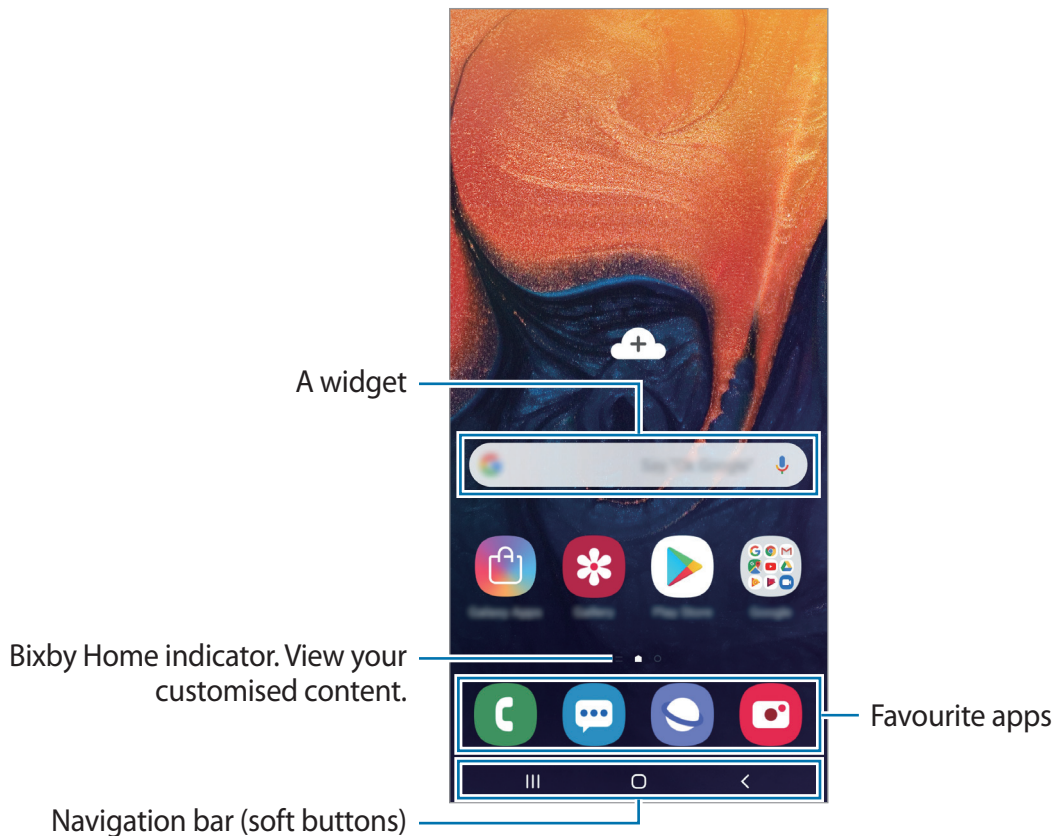 A widget
Bixby Home indicator. View your
customised content.
Favourite apps
Navigation bar (soft buttons)